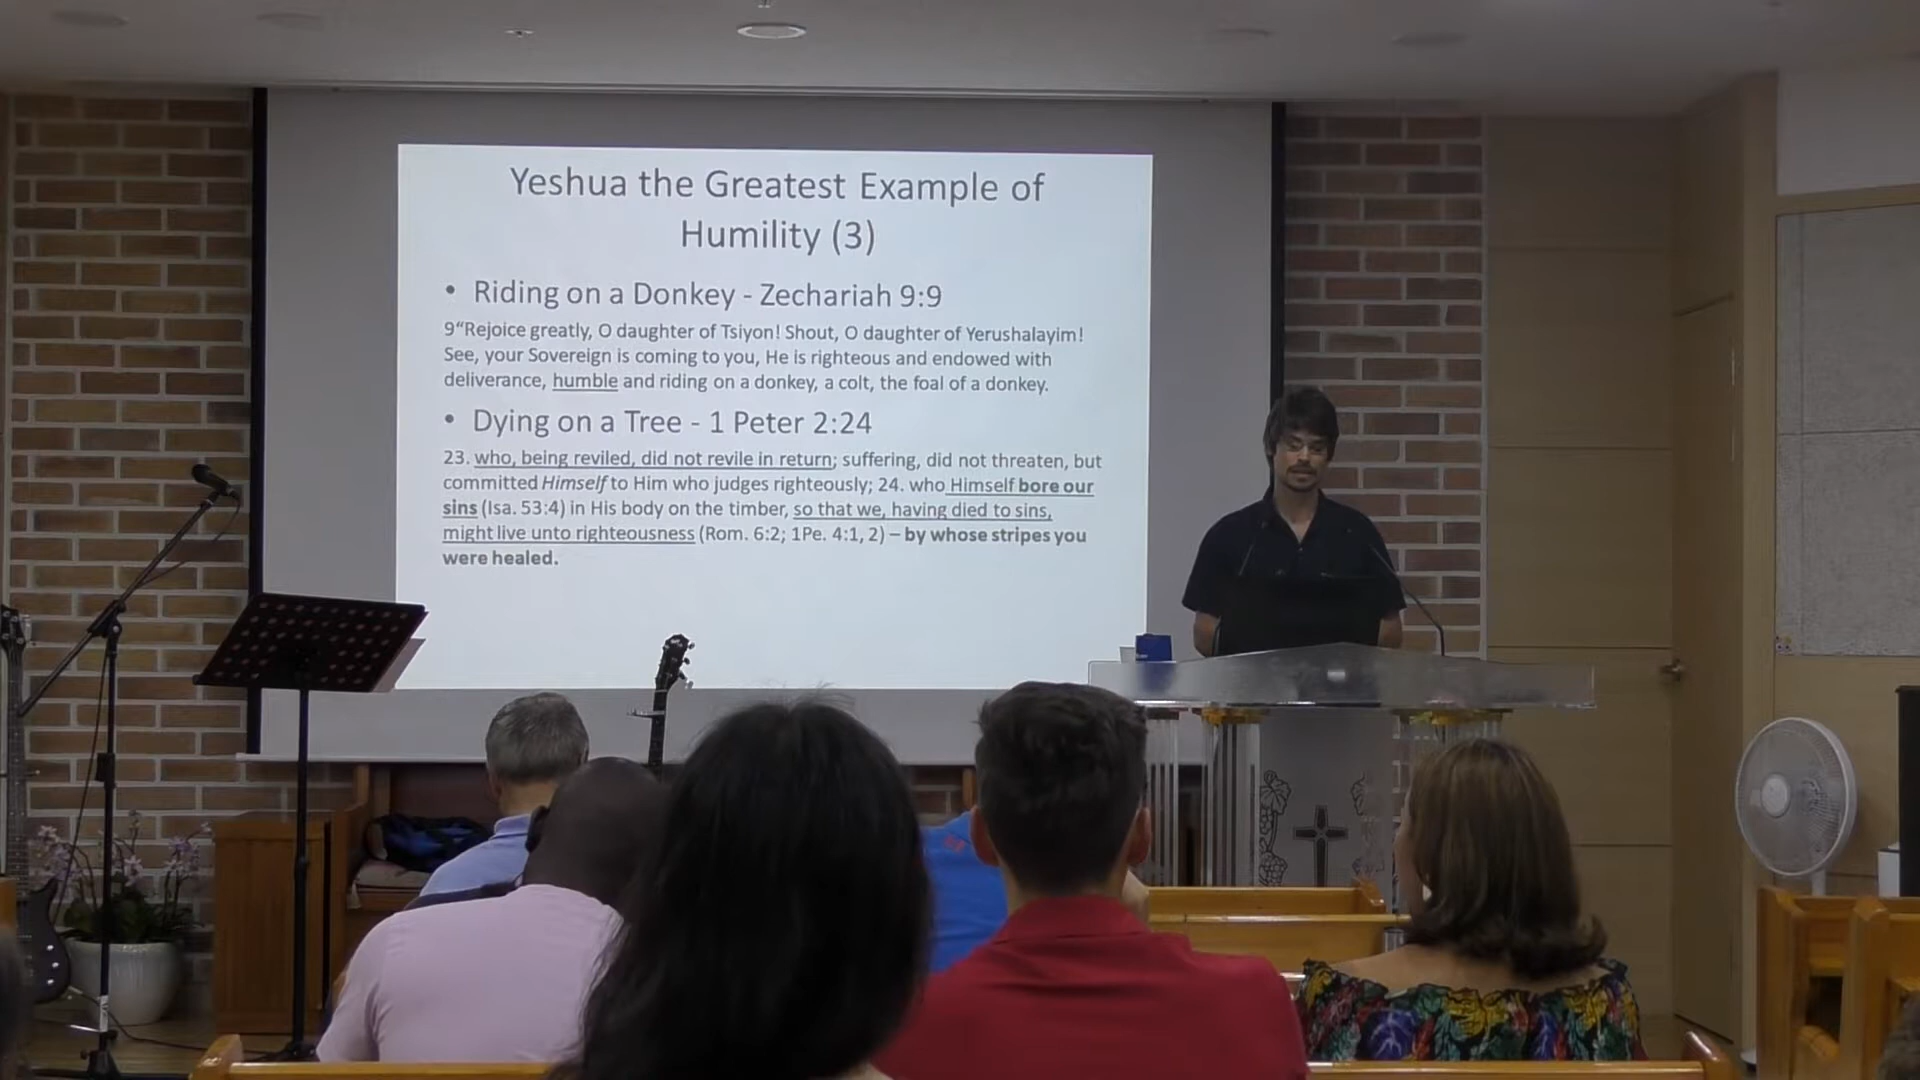 Yeshua the Greatest Example of
Humility (3)
• Riding on a Donkey - Zechariah 9:9
9“Rejoice greatly, O daughter of Tsiyon! Shout, O daughter of Yerushalayim!
See, your Sovereign is coming to you, He is righteous and endowed with
deliverance, humble and riding on a donkey, a colt, the foal of a donkey.
• Dying on a Tree - 1 Peter 2:24
23. who, being reviled, did not revile in return; suffering, did not threaten, but
committed Himself to Him who judges righteously; 24. who Himself bore our
sins (Isa. 53:4) in His body on the timber, so that we, having died to sins,
might live unto righteousness (Rom. 6:2; 1Pe. 4:1, 2) – by whose stripes you
were healed.